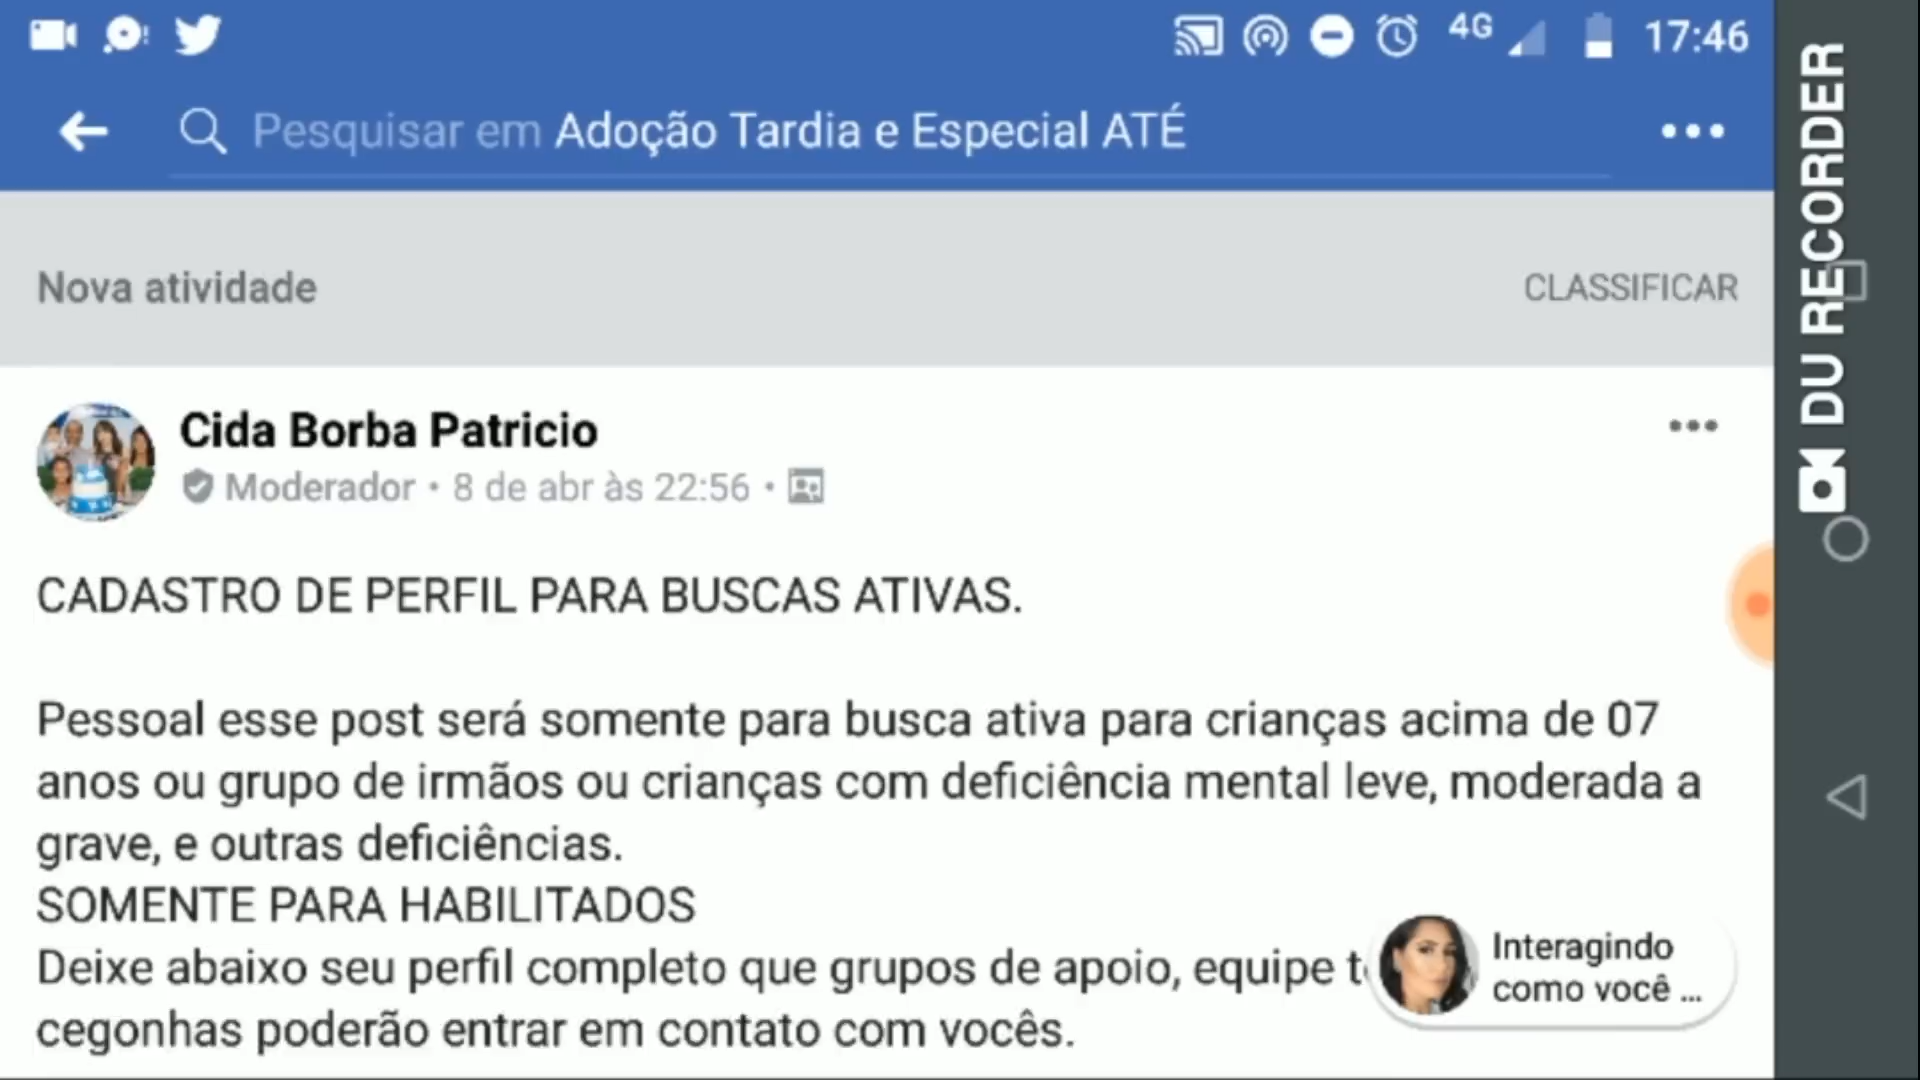 4G 17:46
Pesquisar em Adoção Tardia e Especial ATÉ
Nova atividade CLASSIFICAR
Cida Borba Patricio
Moderador • 8 de abr às 22:56 •
CADASTRO DE PERFIL PARA BUSCAS ATIVAS.
Pessoal esse post será somente para busca ativa para crianças acima de 07
anos ou grupo de irmãos ou crianças com deficiência mental leve, moderada a
grave, e outras deficiências.
SOMENTE PARA HABILITADOS
Deixe abaixo seu perfil completo que grupos de apoio, equipe
cegonhas poderão entrar em contato com vocês.
Interagindo
como você ...
DU RECORDER